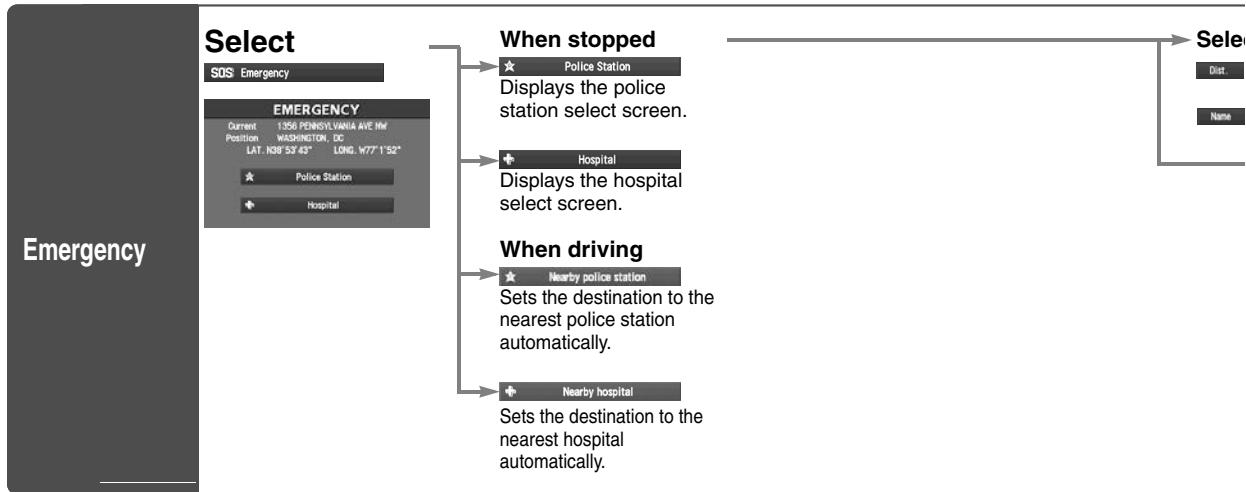 Emergency
Select
SOS Emergency
EMERGENCY
Current 1356 PENNSYLVANIA AVE NW
Position WASHINGTON, DC
LAT. N38°53'43" LONG. W77°1'52"
Police Station
Hospital
When stopped
Police Station
Displays the police
station select screen.
Hospital
Displays the hospital
select screen.
When driving
Nearby police station
Sets the destination to the
nearest police station
automatically.
Nearby hospital
Sets the destination to the
nearest hospital
automatically.
Dist.
Name